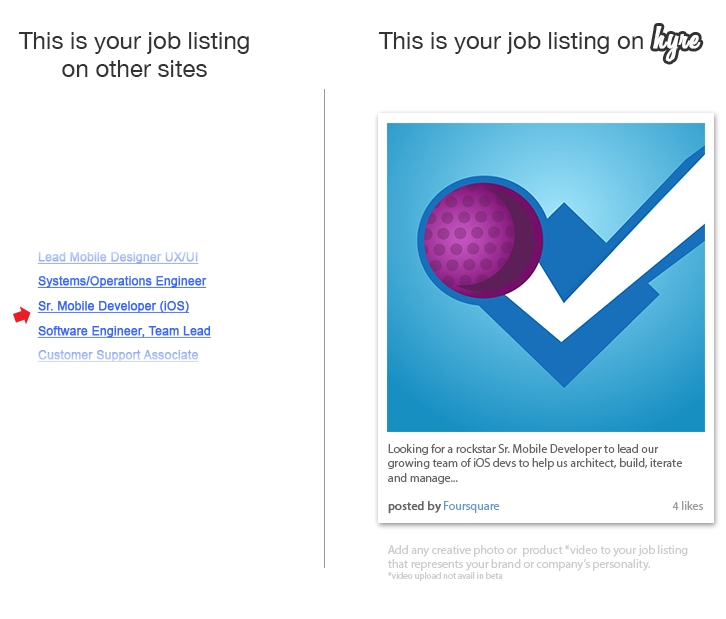 This is your job listing
on other sites
Lead Mobile Designer UX/UI
Systems/Operations Engineer
Sr. Mobile Developer (iOS)
Software Engineer, Team Lead
Customer Support Associate
This is your job listing on hyre
Looking for a rockstar Sr. Mobile Developer to lead our
growing team of iOS devs to help us architect, build, iterate
and manage...
posted by Foursquare
4 likes
Add any creative photo or product *video to your job listing
that represents your brand or company's personality.
*video upload not avail in beta